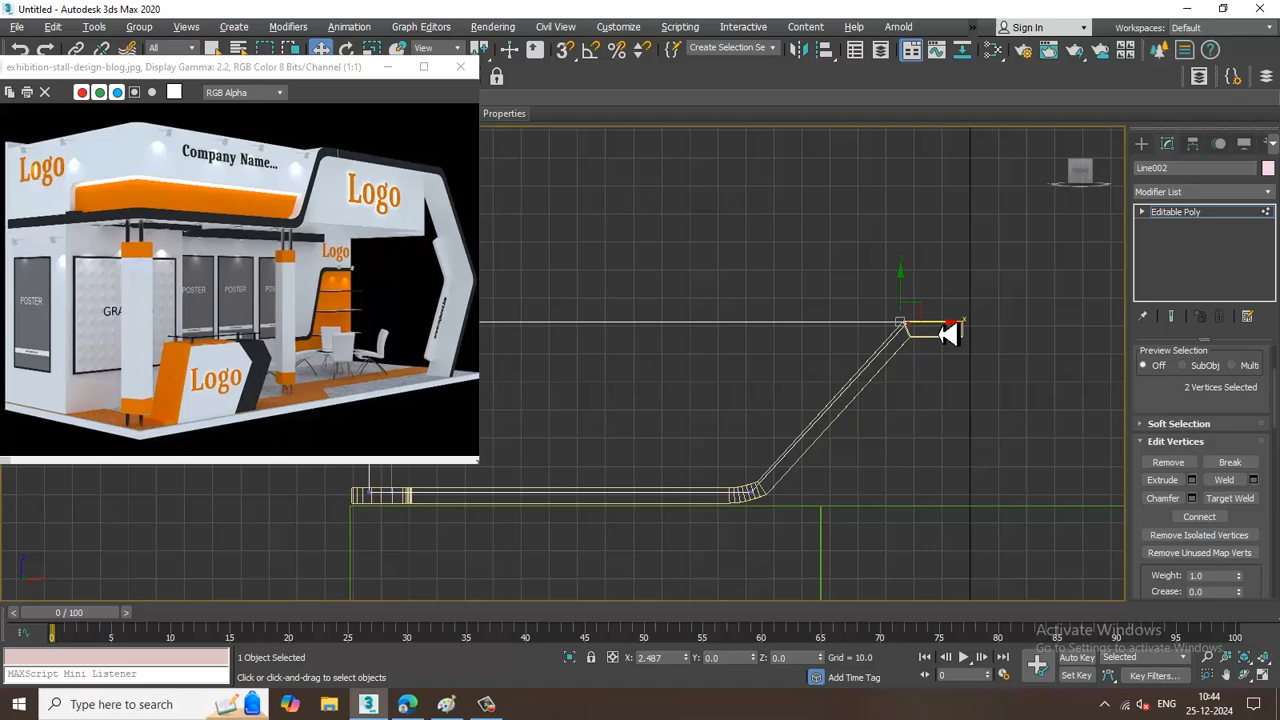 Untitled - Autodesk 3ds Max 2020
File Edit Tools Group Views Create Modifiers Animation Graph Editors Rendering Civil View Customize Scripting Interactive Content Arnold Sign In Workspaces: Default
All View Create Selection Se
exhibition-stall-design-blog.jpg, Display Gamma: 2.2, RGB Color 8 Bits/Channel (1:1)
RGB Alpha
Properties
Logo
Company Name...
Logo
Logo
POSTER
GRA
POSTER
POSTER
Logo
FRONT
Line002
Modifier List
Editable Poly
Preview Selection
Off SubObj Multi
2 Vertices Selected
Soft Selection
Edit Vertices
Remove Break
Extrude Weld
Chamfer Target Weld
Connect
Remove Isolated Vertices
Remove Unused Map Verts
Weight: 1.0
Crease: 0.0
0 / 100
0 5 10 15 20 25 30 35 40 45 50 55 60 65 70 75 80 85 90 95 100
Activate Windows
Go to Settings to activate Windows.
1 Object Selected
X: 2.487 Y: 0.0 Z: 0.0 Grid = 10.0
Auto Key Selected
MAXScript Mini Listener
Click or click-and-drag to select objects
Add Time Tag
0
Set Key Key Filters...
Type here to search
ENG
10:44
25-12-2024